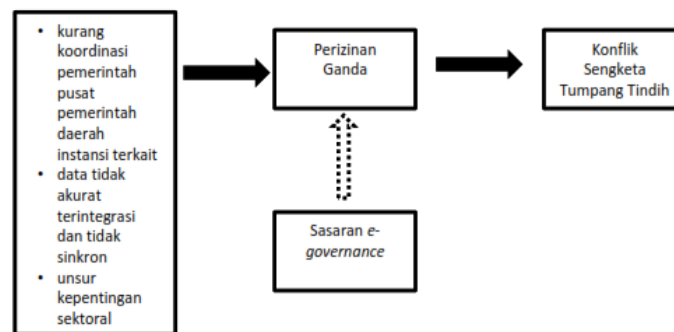 • kurang
koordinasi
pemerintah
pusat
pemerintah
daerah
instansi terkait
• data tidak
akurat
terintegrasi
dan tidak
sinkron
• unsur
kepentingan
sektoral
Perizinan
Ganda
Konflik
Sengketa
Tumpang Tindih
Sasaran e-
governance